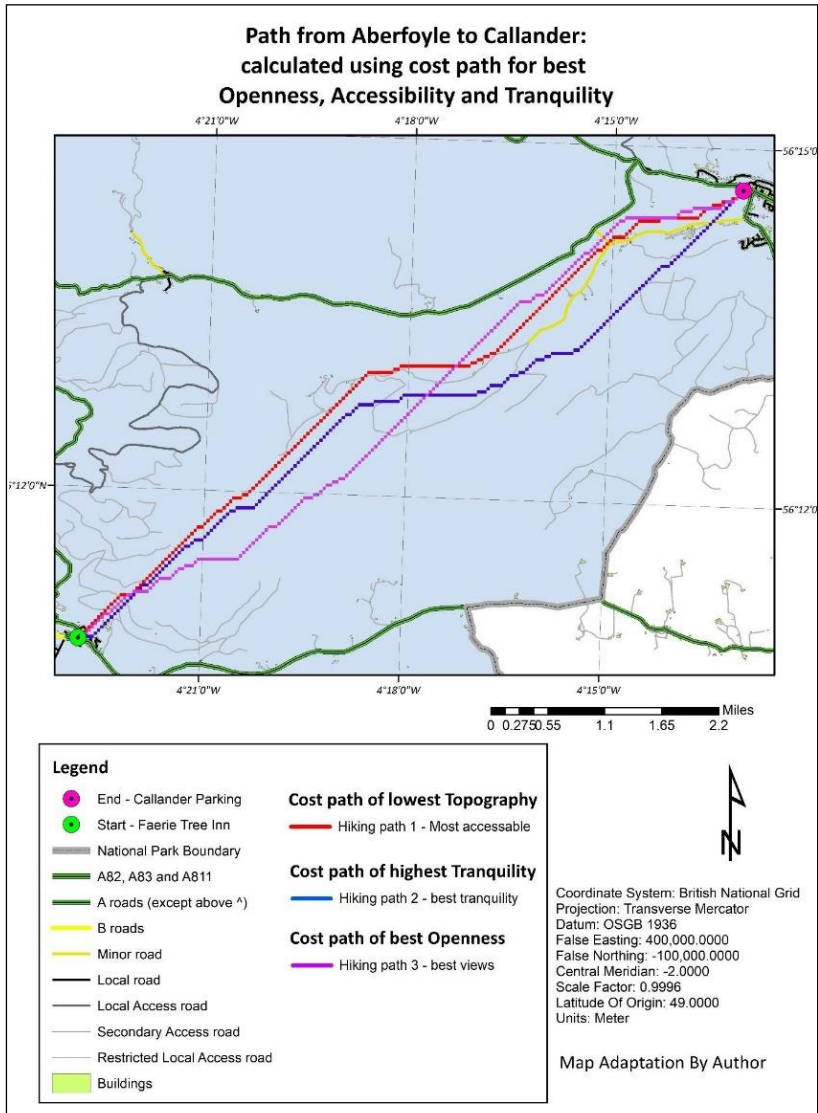 Path from Aberfoyle to Callander:
calculated using cost path for best
Openness, Accessibility and Tranquility
4°21'0"W
4°18'0"W
4°15'0"W
56°15'0
5°12'0"N
56°12'0
4°21'0"W
4°18'0"W
4°15'0"W
Miles
0 0.275 0.55 1.1 1.65 2.2
Legend
End - Callander Parking
Start - Faerie Tree Inn
National Park Boundary
A82, A83 and A811
A roads (except above ^)
B roads
Minor road
Local road
Local Access road
Secondary Access road
Restricted Local Access road
Buildings
Cost path of lowest Topography
Hiking path 1 - Most accessable
Cost path of highest Tranquility
Hiking path 2 - best tranquility
Cost path of best Openness
Hiking path 3 - best views
N
Coordinate System: British National Grid
Projection: Transverse Mercator
Datum: OSGB 1936
False Easting: 400,000.0000
False Northing: -100,000.0000
Central Meridian: -2.0000
Scale Factor: 0.9996
Latitude Of Origin: 49.0000
Units: Meter
Map Adaptation By Author